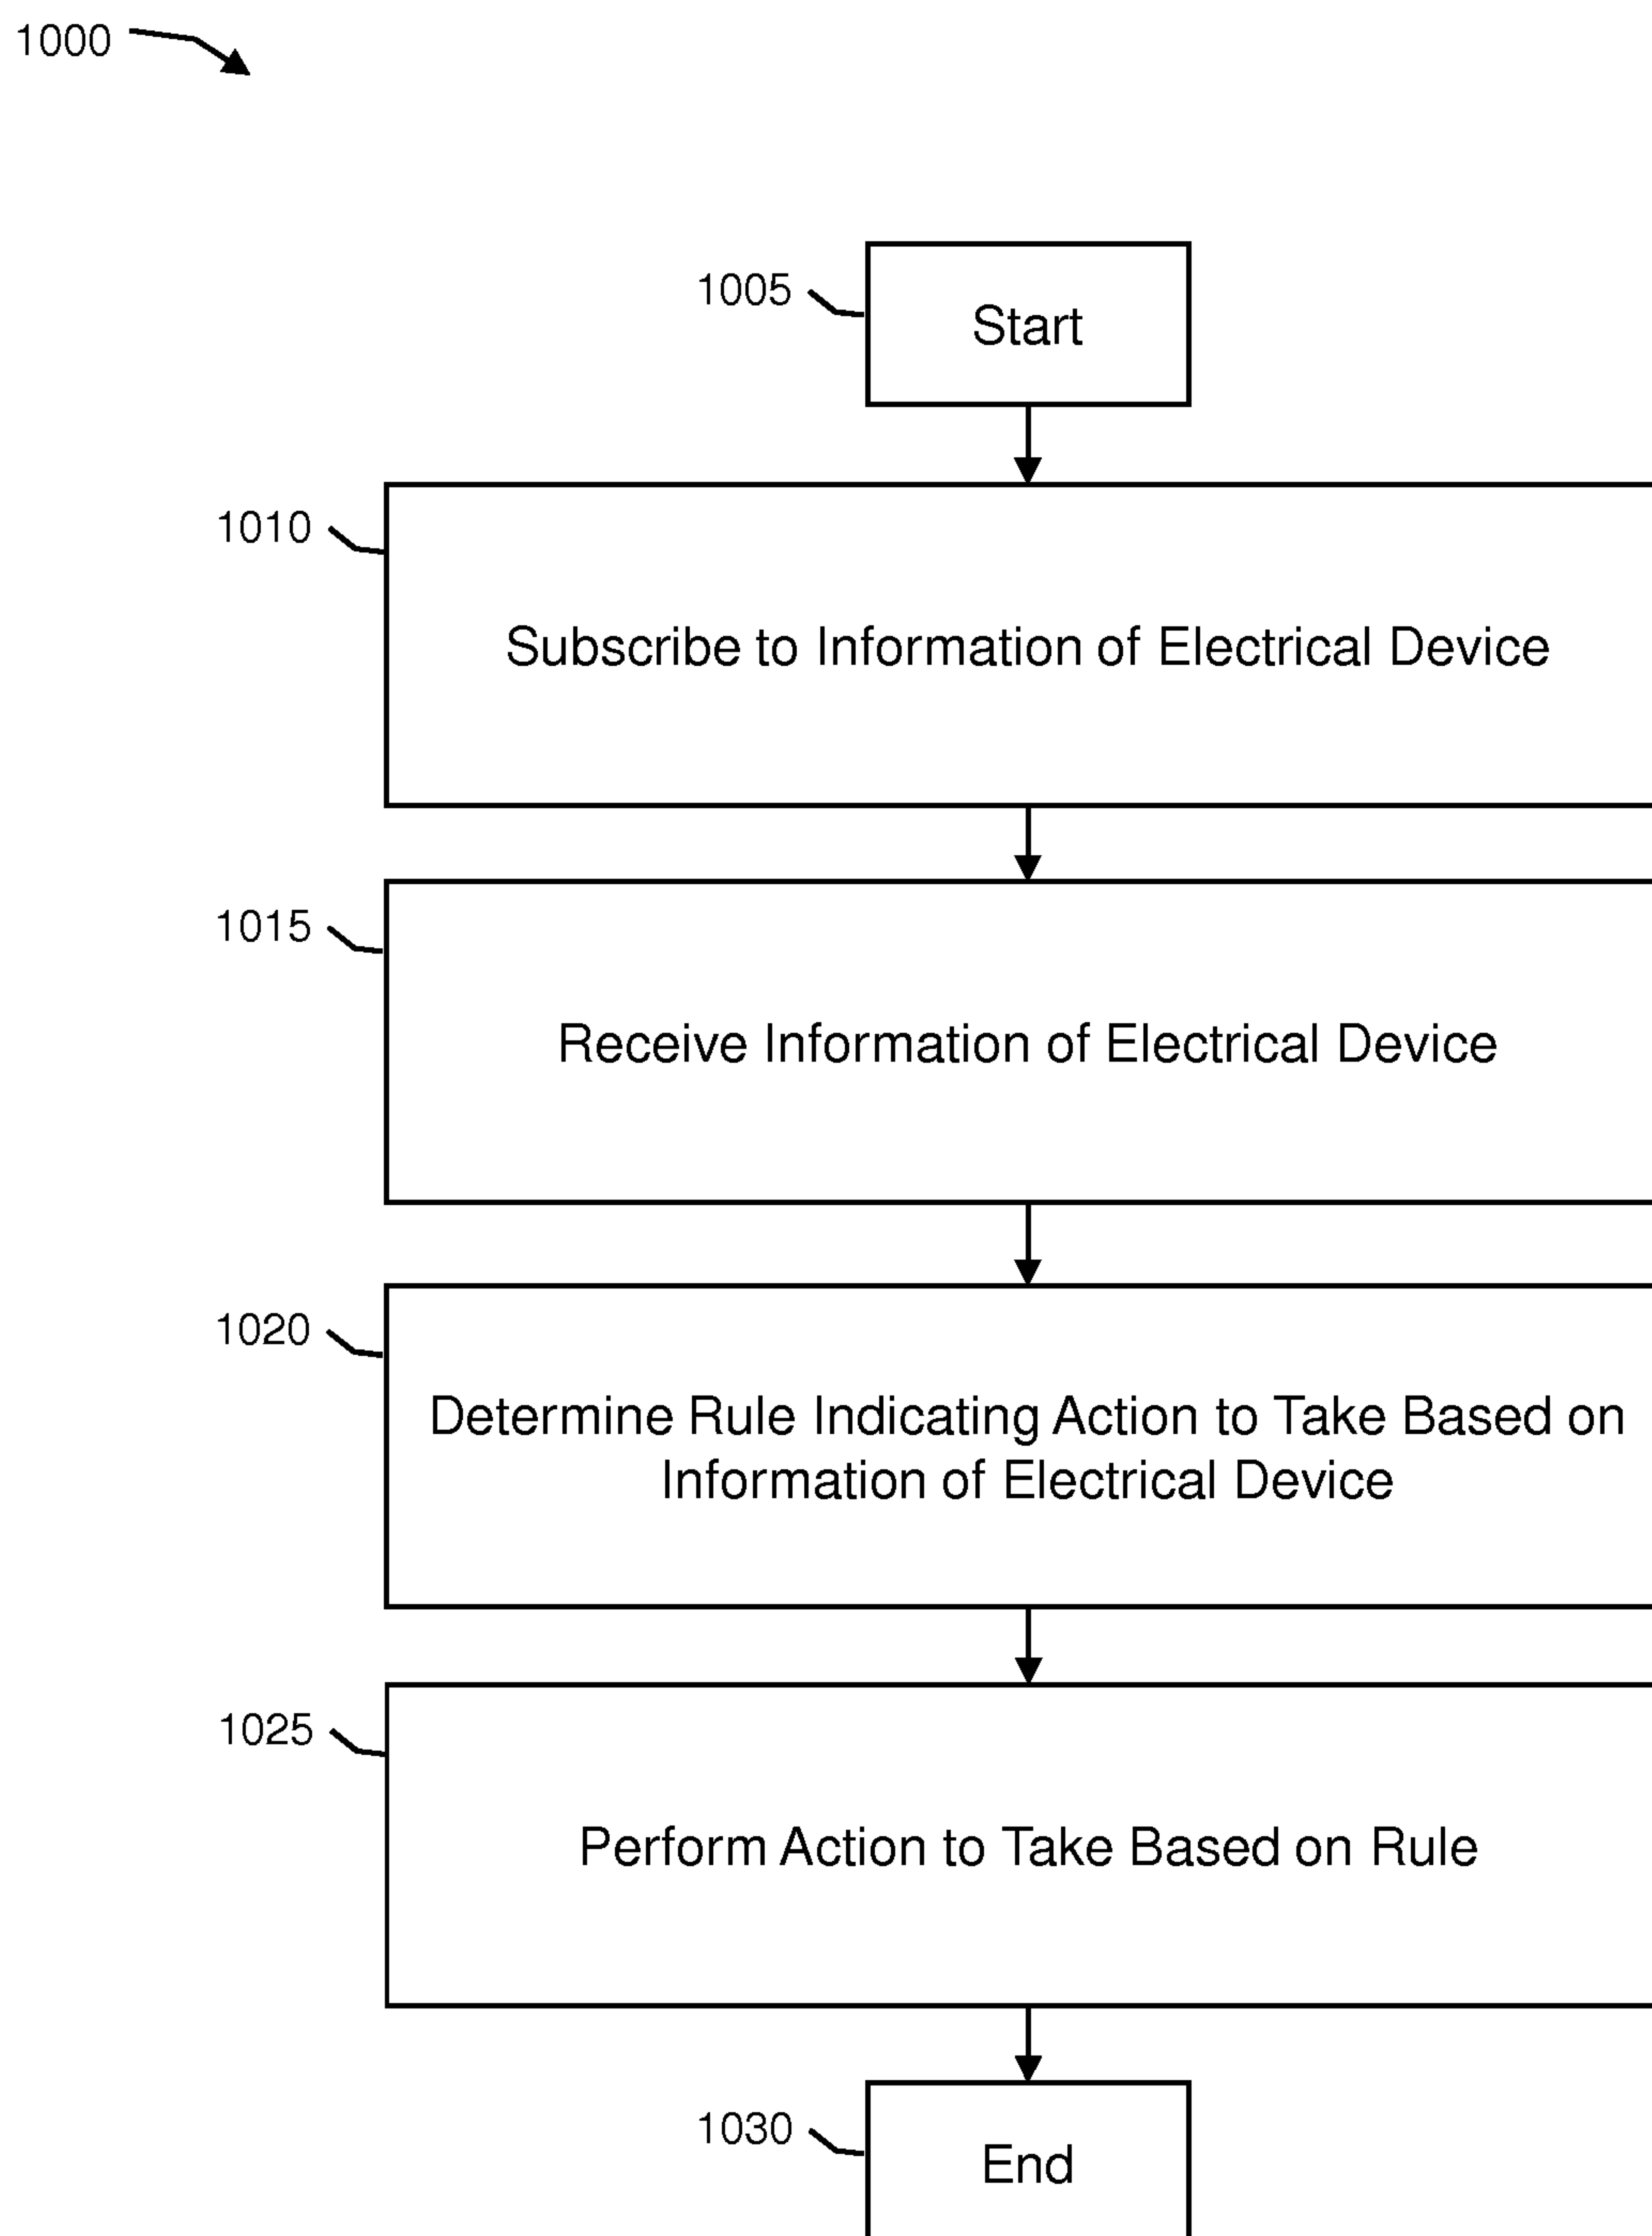 1000
1005
Start
1010
Subscribe to Information of Electrical Device
1015
Receive Information of Electrical Device
1020
Determine Rule Indicating Action to Take Based on
Information of Electrical Device
1025
Perform Action to Take Based on Rule
1030
End